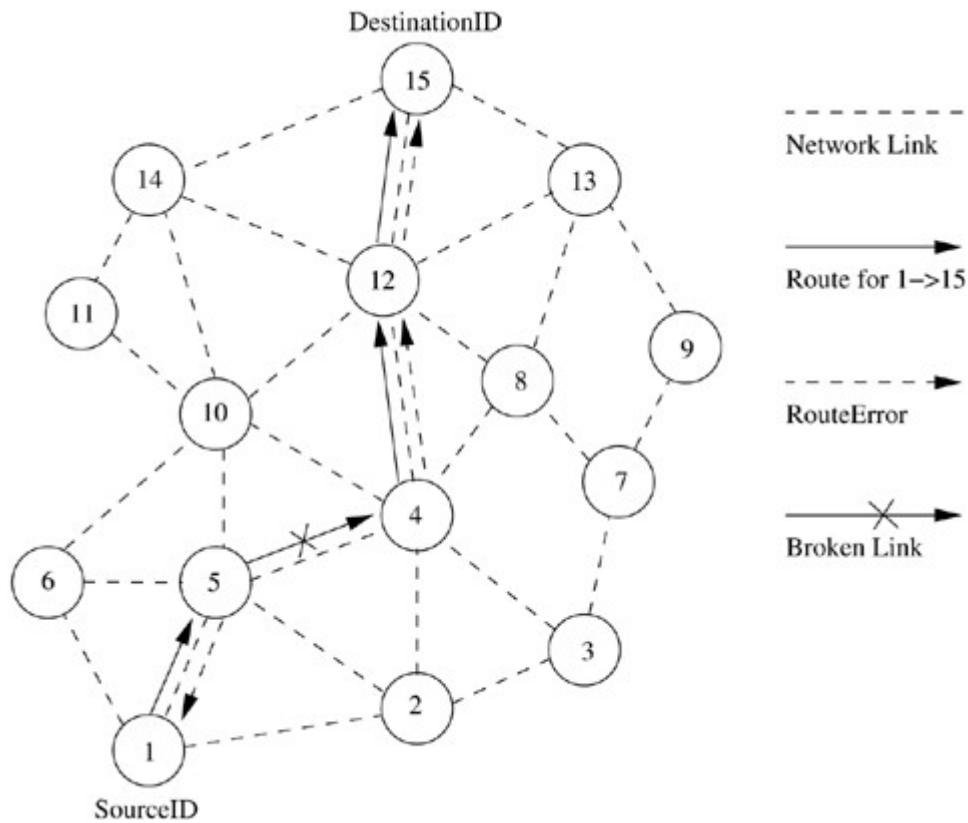 DestinationID
15
14
13
Network Link
12
Route for 1–>15
11
9
8
RouteError
10
7
4
Broken Link
6
5
3
2
1
SourceID